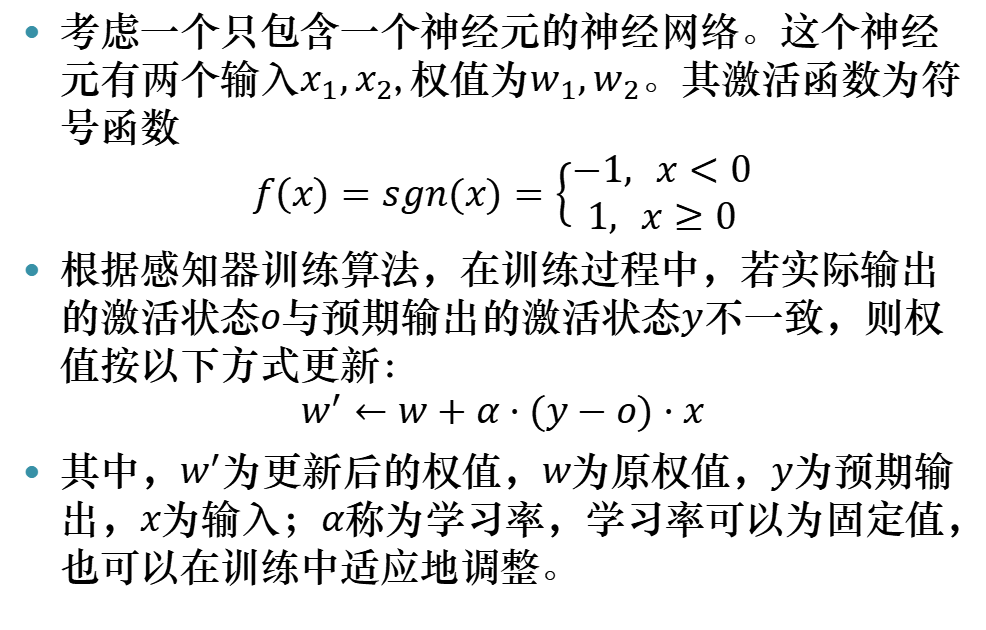 • 考虑一个只包含一个神经元的神经网络。这个神经
元有两个输入x₁, x₂, 权值为w₁, w₂。其激活函数为符
号函数
f(x) = sgn(x) = { −1, x < 0
1, x ≥ 0
• 根据感知器训练算法，在训练过程中，若实际输出
的激活状态o与预期输出的激活状态y不一致，则权
值按以下方式更新:
w′ ← w + α · (y − o) · x
• 其中，w′为更新后的权值，w为原权值，y为预期输
出，x为输入；α称为学习率，学习率可以为固定值，
也可以在训练中适应地调整。